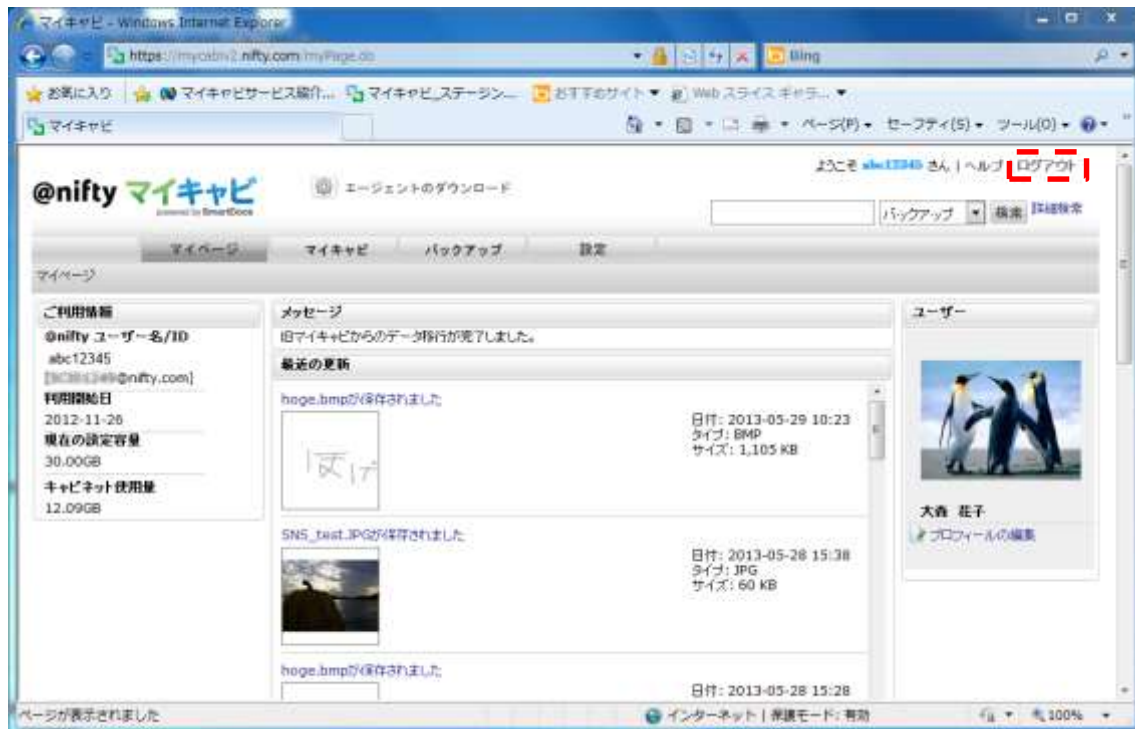 マイキャビ - Windows Internet Explorer
https://mycabiv2.nifty.com/myPage.do
Bing
お気に入り マイキャビサービス紹介... マイキャビ_ステージン... おすすめサイト Web スライス ギャラ...
マイキャビ ページ(P) セーフティ(S) ツール(O)
ようこそ abc12345 さん | ヘルプ ログアウト
@nifty マイキャビ エージェントのダウンロード
powered by SmartDocs
バックアップ 検索 詳細検索
マイページ マイキャビ バックアップ 設定
マイページ
ご利用情報
@nifty ユーザー名/ID
abc12345
@nifty.com]
利用開始日
2012-11-26
現在の設定容量
30.00GB
キャビネット使用量
12.09GB
メッセージ
旧マイキャビからのデータ移行が完了しました。
最近の更新
hoge.bmpが保存されました
日付: 2013-05-29 10:23
タイプ: BMP
サイズ: 1,105 KB
SNS_test.JPGが保存されました
日付: 2013-05-28 15:38
タイプ: JPG
サイズ: 60 KB
hoge.bmpが保存されました
日付: 2013-05-28 15:28
ユーザー
大森 花子
プロフィールの編集
ページが表示されました インターネット | 保護モード: 有効 100%